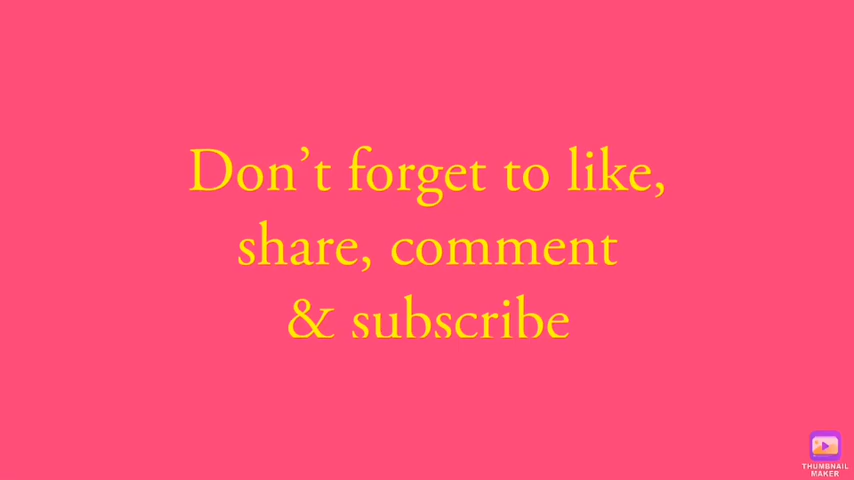 Don’t forget to like,
share, comment
& subscribe
THUMBNAIL
MAKER